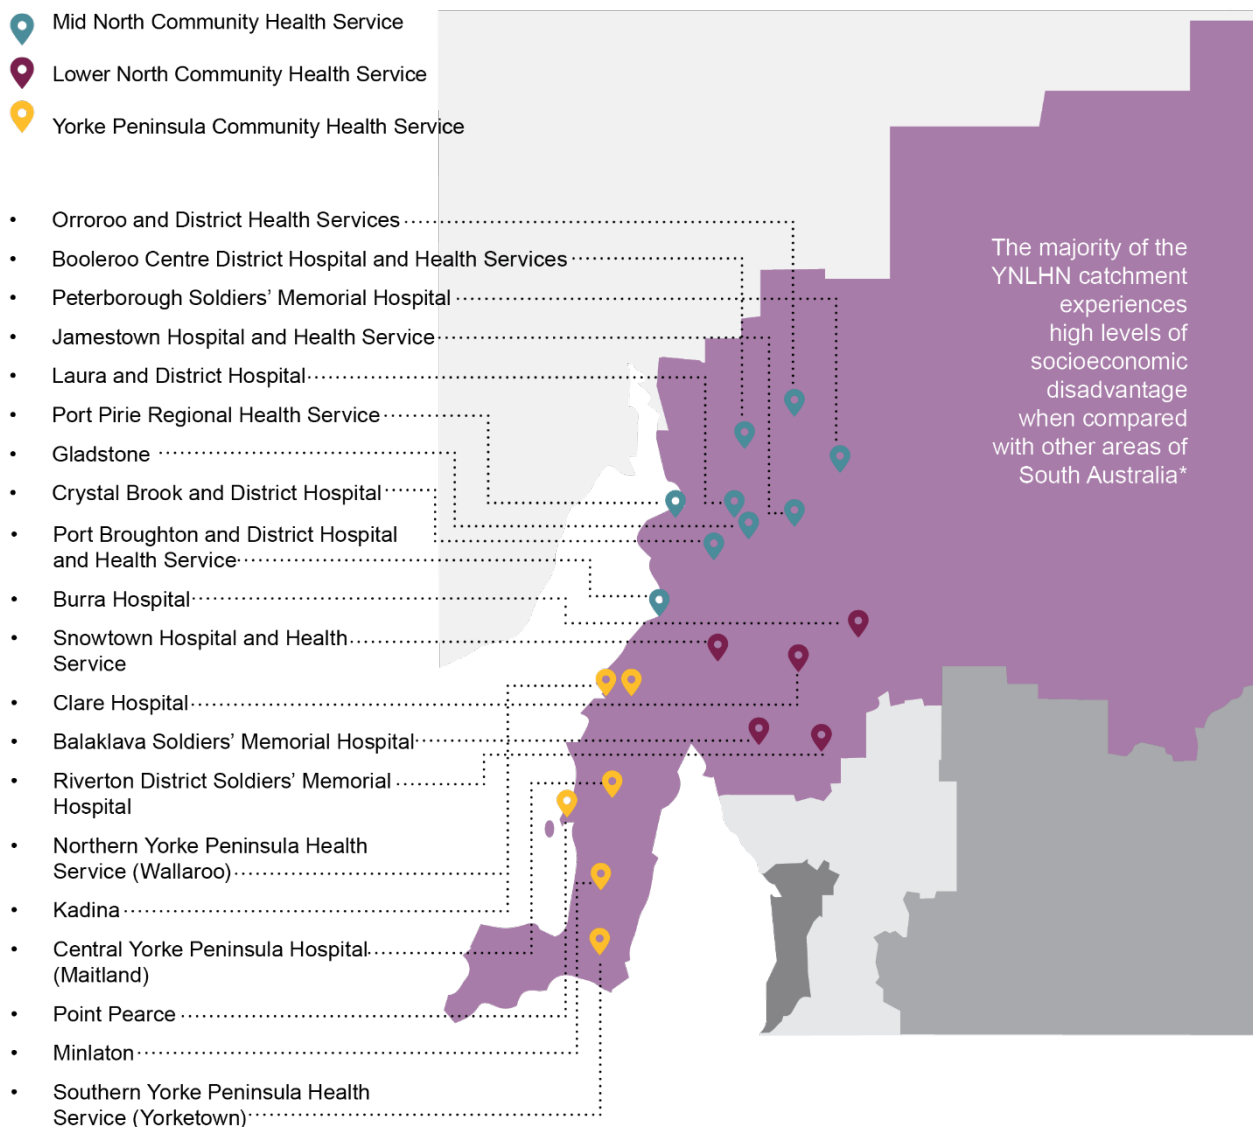 Mid North Community Health Service
Lower North Community Health Service
Yorke Peninsula Community Health Service
• Orroroo and District Health Services
• Booleroo Centre District Hospital and Health Services
• Peterborough Soldiers’ Memorial Hospital
• Jamestown Hospital and Health Service
• Laura and District Hospital
• Port Pirie Regional Health Service
• Gladstone
• Crystal Brook and District Hospital
• Port Broughton and District Hospital
and Health Service
• Burra Hospital
• Snowtown Hospital and Health
Service
• Clare Hospital
• Balaklava Soldiers’ Memorial Hospital
• Riverton District Soldiers’ Memorial
Hospital
• Northern Yorke Peninsula Health
Service (Wallaroo)
• Kadina
• Central Yorke Peninsula Hospital
(Maitland)
• Point Pearce
• Minlaton
• Southern Yorke Peninsula Health
Service (Yorketown)
The majority of the
YNLHN catchment
experiences
high levels of
socioeconomic
disadvantage
when compared
with other areas of
South Australia*